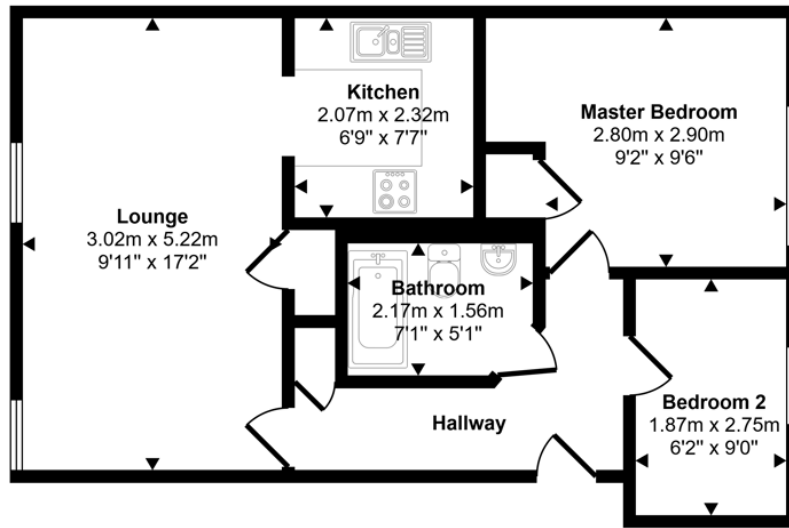 Kitchen
2.07m x 2.32m
6'9" x 7'7"
Master Bedroom
2.80m x 2.90m
9'2" x 9'6"
Lounge
3.02m x 5.22m
9'11" x 17'2"
Bathroom
2.17m x 1.56m
7'1" x 5'1"
Hallway
Bedroom 2
1.87m x 2.75m
6'2" x 9'0"